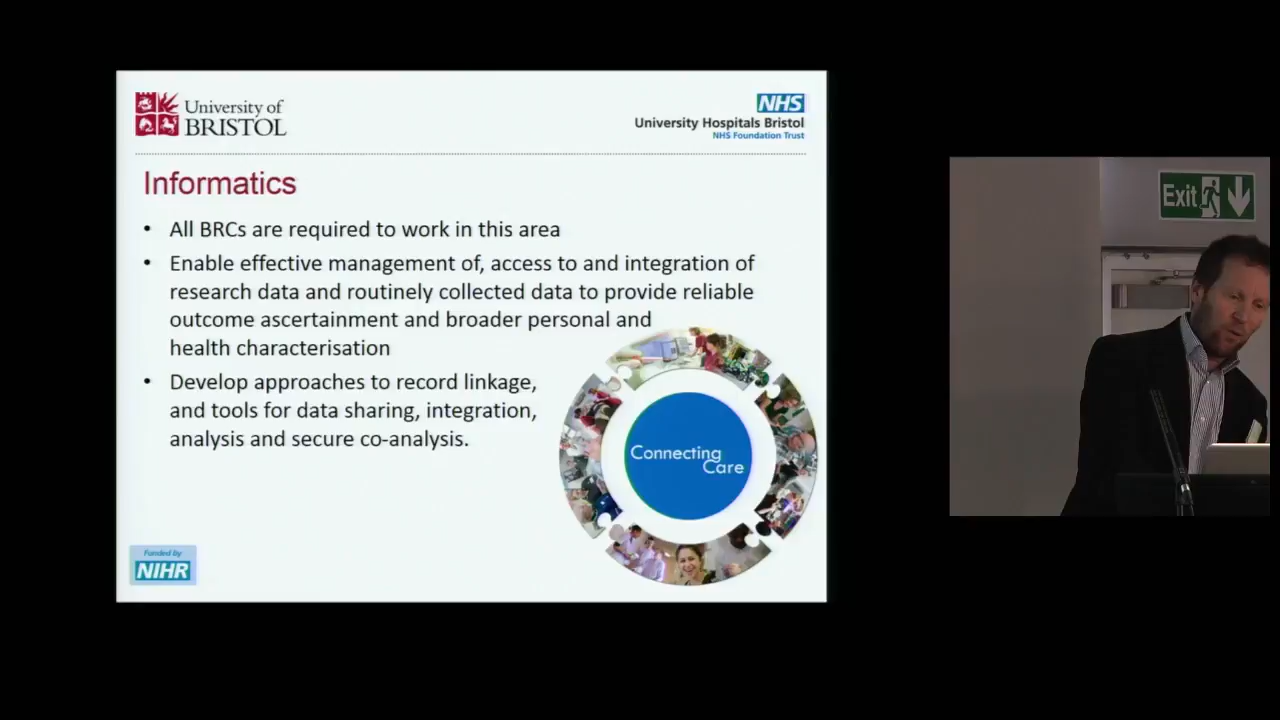 University of
BRISTOL
NHS
University Hospitals Bristol
NHS Foundation Trust
Informatics
• All BRCs are required to work in this area
• Enable effective management of, access to and integration of
research data and routinely collected data to provide reliable
outcome ascertainment and broader personal and
health characterisation
• Develop approaches to record linkage,
and tools for data sharing, integration,
analysis and secure co-analysis.
Connecting
Care
Funded by
NIHR
Exit